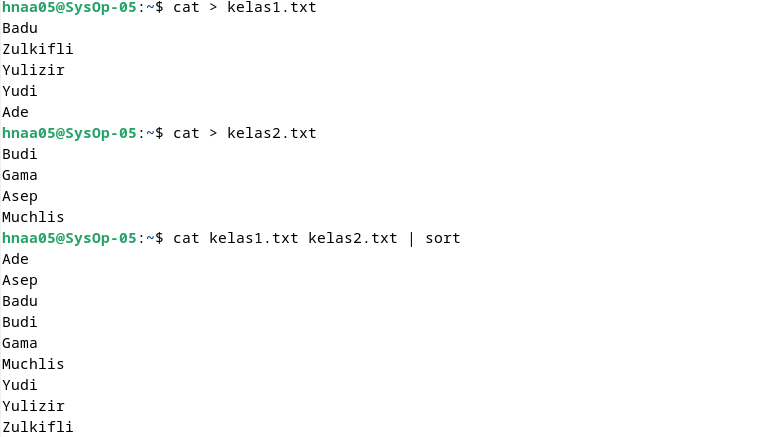 hnaa05@SysOp-05:~$ cat > kelas1.txt
Badu
Zulkifli
Yulizir
Yudi
Ade
hnaa05@SysOp-05:~$ cat > kelas2.txt
Budi
Gama
Asep
Muchlis
hnaa05@SysOp-05:~$ cat kelas1.txt kelas2.txt | sort
Ade
Asep
Badu
Budi
Gama
Muchlis
Yudi
Yulizir
Zulkifli